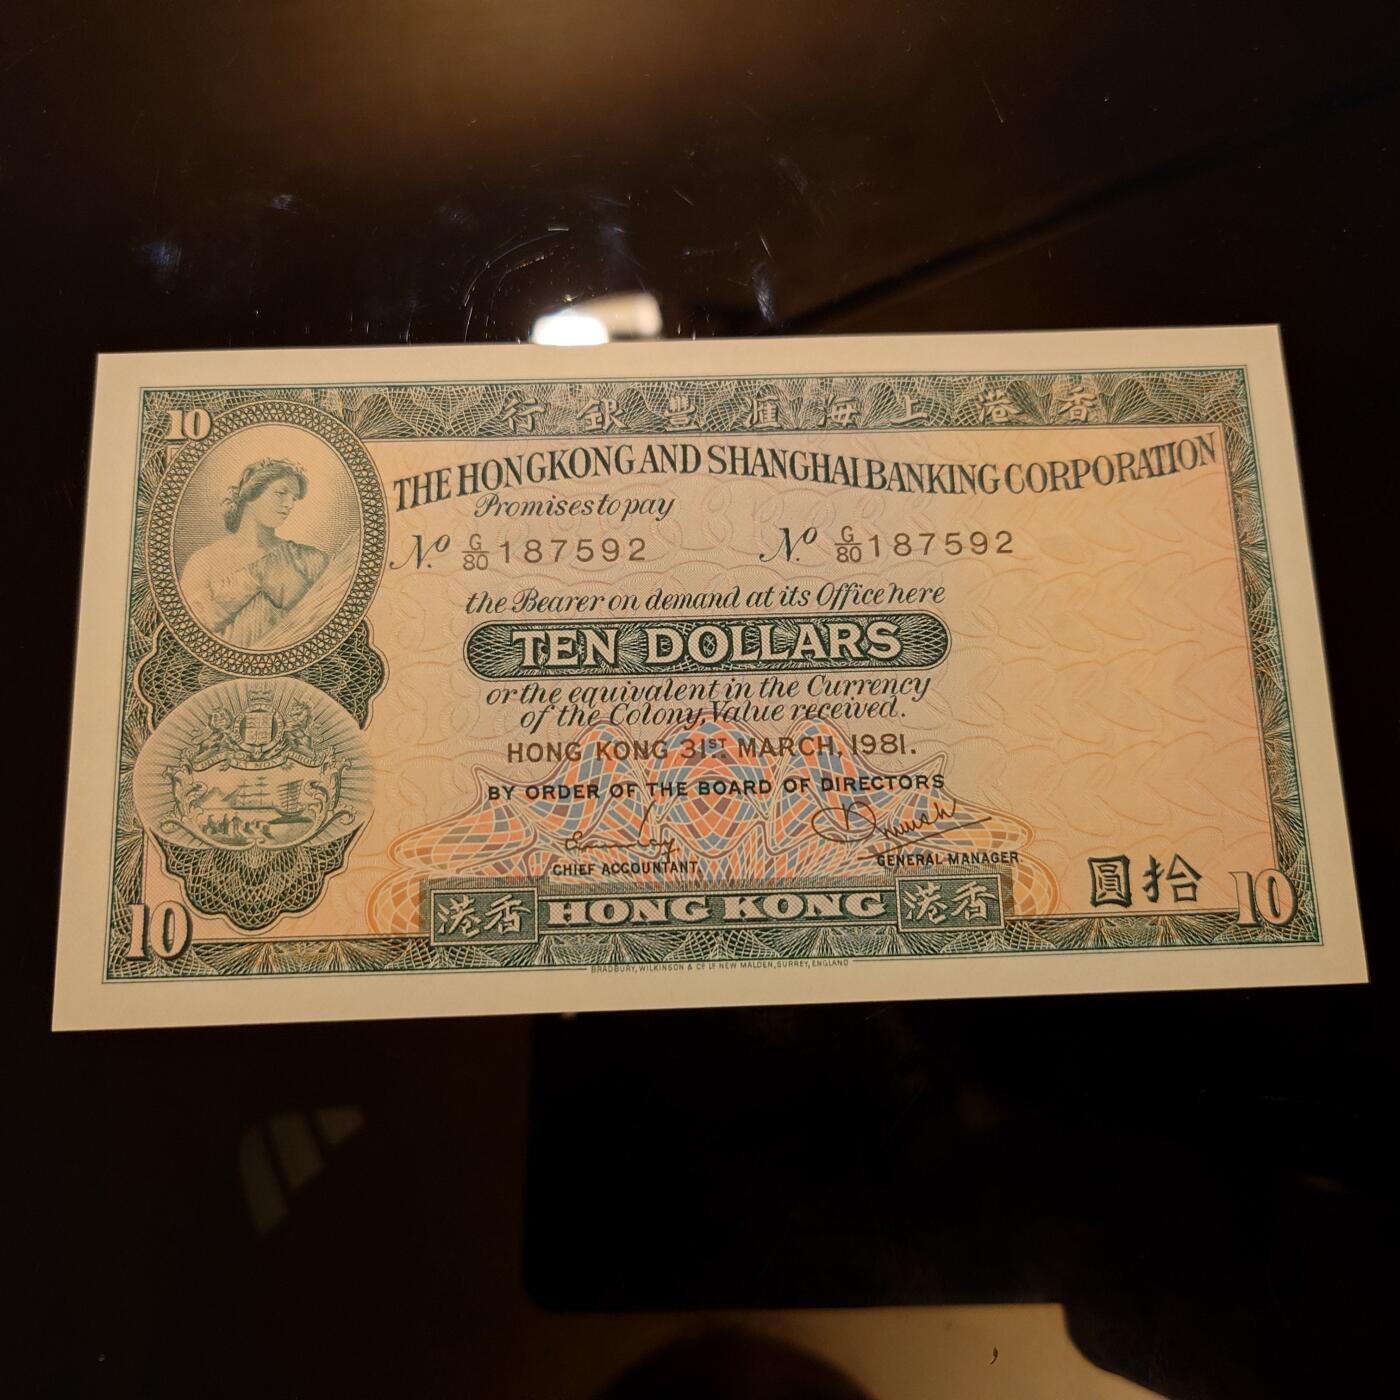 行銀豐滙海上港香
10
THE HONGKONG AND SHANGHAI BANKING CORPORATION
Promises to pay
Nº G/80 187592 Nº G/80 187592
the Bearer on demand at its Office here
TEN DOLLARS
or the equivalent in the Currency
of the Colony, Value received.
HONG KONG 31ST MARCH, 1981.
BY ORDER OF THE BOARD OF DIRECTORS
CHIEF ACCOUNTANT. GENERAL MANAGER.
圓拾
10 港香 HONG KONG 港香 10
BRADBURY, WILKINSON & Cº Lᵈ NEW MALDEN, SURREY, ENGLAND